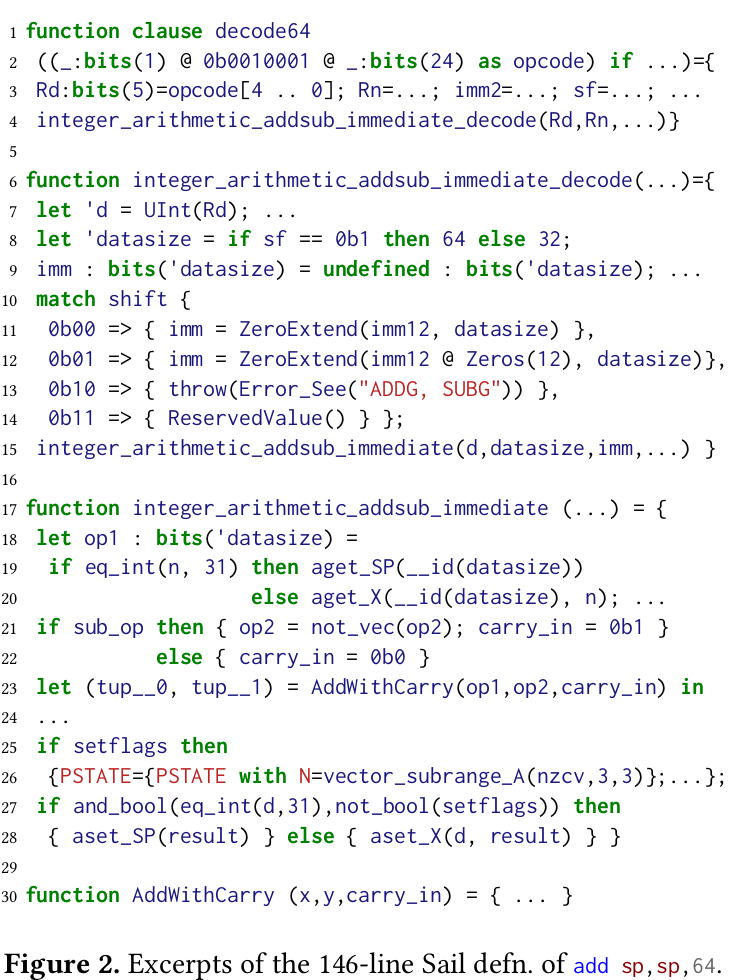 1 function clause decode64
2 ((_:bits(1) @ 0b0010001 @ _:bits(24) as opcode) if ...)={
3 Rd:bits(5)=opcode[4 .. 0]; Rn=...; imm2=...; sf=...; ...
4 integer_arithmetic_addsub_immediate_decode(Rd,Rn,...)}
5
6 function integer_arithmetic_addsub_immediate_decode(...)={
7 let 'd = UInt(Rd); ...
8 let 'datasize = if sf == 0b1 then 64 else 32;
9 imm : bits('datasize) = undefined : bits('datasize); ...
10 match shift {
11 0b00 => { imm = ZeroExtend(imm12, datasize) },
12 0b01 => { imm = ZeroExtend(imm12 @ Zeros(12), datasize)},
13 0b10 => { throw(Error_See("ADDG, SUBG")) },
14 0b11 => { ReservedValue() } };
15 integer_arithmetic_addsub_immediate(d,datasize,imm,...) }
16
17 function integer_arithmetic_addsub_immediate (...) = {
18 let op1 : bits('datasize) =
19 if eq_int(n, 31) then aget_SP(__id(datasize))
20 else aget_X(__id(datasize), n); ...
21 if sub_op then { op2 = not_vec(op2); carry_in = 0b1 }
22 else { carry_in = 0b0 }
23 let (tup__0, tup__1) = AddWithCarry(op1,op2,carry_in) in
24 ...
25 if setflags then
26 {PSTATE={PSTATE with N=vector_subrange_A(nzcv,3,3)};...};
27 if and_bool(eq_int(d,31),not_bool(setflags)) then
28 { aset_SP(result) } else { aset_X(d, result) } }
29
30 function AddWithCarry (x,y,carry_in) = { ... }
Figure 2. Excerpts of the 146-line Sail defn. of add sp,sp,64.